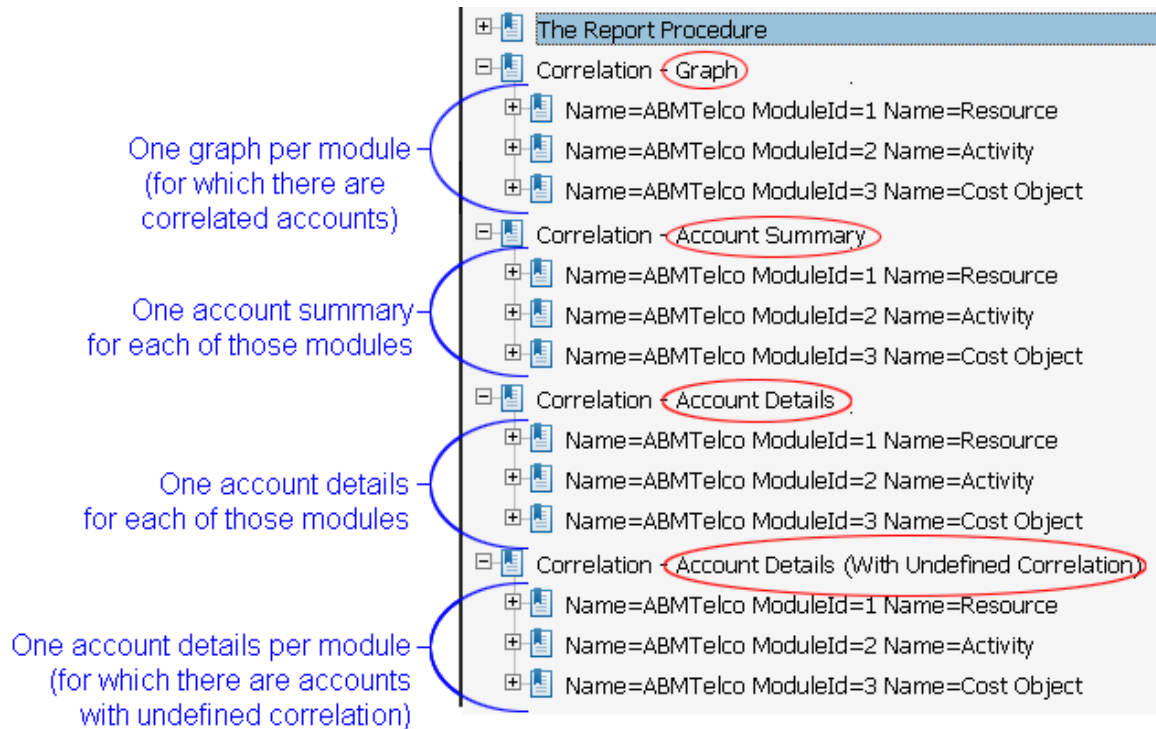 The Report Procedure
Correlation - Graph
Name=ABMTelco ModuleId=1 Name=Resource
Name=ABMTelco ModuleId=2 Name=Activity
Name=ABMTelco ModuleId=3 Name=Cost Object
One graph per module
(for which there are
correlated accounts)
Correlation - Account Summary
Name=ABMTelco ModuleId=1 Name=Resource
Name=ABMTelco ModuleId=2 Name=Activity
Name=ABMTelco ModuleId=3 Name=Cost Object
One account summary
for each of those modules
Correlation - Account Details
Name=ABMTelco ModuleId=1 Name=Resource
Name=ABMTelco ModuleId=2 Name=Activity
Name=ABMTelco ModuleId=3 Name=Cost Object
One account details
for each of those modules
Correlation - Account Details (With Undefined Correlation)
Name=ABMTelco ModuleId=1 Name=Resource
Name=ABMTelco ModuleId=2 Name=Activity
Name=ABMTelco ModuleId=3 Name=Cost Object
One account details per module
(for which there are accounts
with undefined correlation)